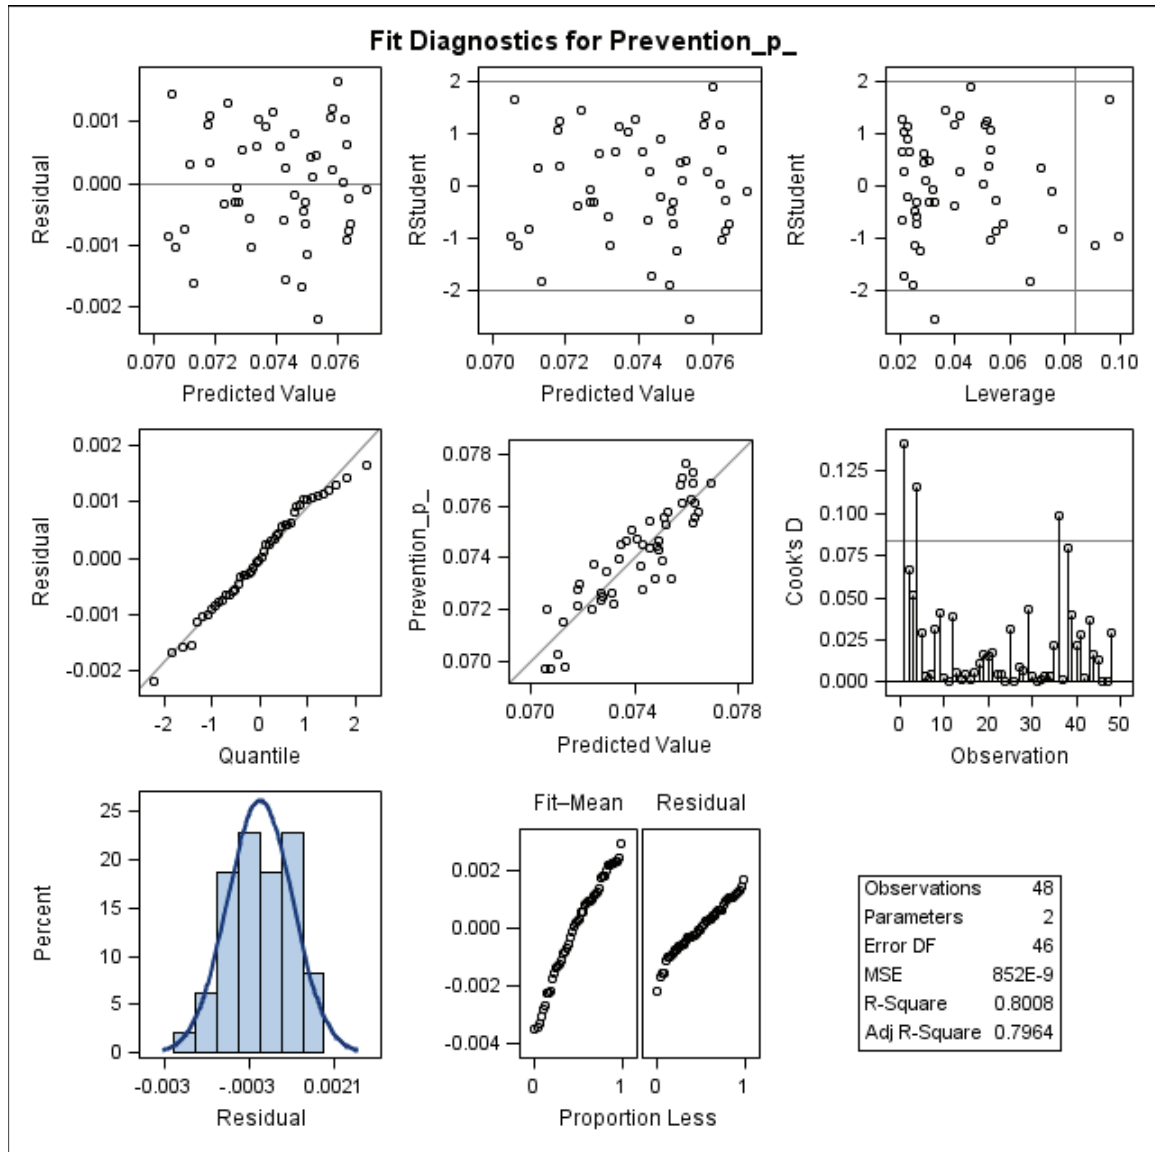 Fit Diagnostics for Prevention_p_
Residual
0.001
0.000
-0.001
-0.002
0.070 0.072 0.074 0.076
Predicted Value
RStudent
2
1
0
-1
-2
0.070 0.072 0.074 0.076
Predicted Value
RStudent
2
1
0
-1
-2
0.02 0.04 0.06 0.08 0.10
Leverage
Residual
0.002
0.001
0.000
-0.001
-0.002
-2 -1 0 1 2
Quantile
Prevention_p_
0.078
0.076
0.074
0.072
0.070
0.070 0.074 0.078
Predicted Value
Cook's D
0.125
0.100
0.075
0.050
0.025
0.000
0 10 20 30 40 50
Observation
Percent
25
20
15
10
5
0
-0.003 -.0003 0.0021
Residual
Fit–Mean Residual
0.002
0.000
-0.002
-0.004
0 1 0 1
Proportion Less
Observations 48
Parameters 2
Error DF 46
MSE 852E-9
R-Square 0.8008
Adj R-Square 0.7964